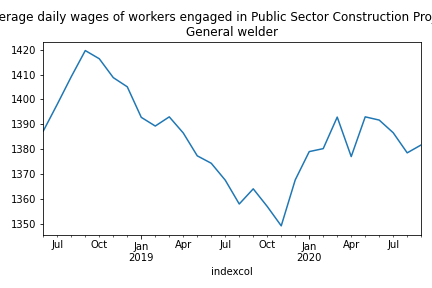 erage daily wages of workers engaged in Public Sector Construction Pro
General welder
1420
1410
1400
1390
1380
1370
1360
1350
Jul
Oct
Jan
2019
Apr
Jul
Oct
Jan
2020
Apr
Jul
indexcol